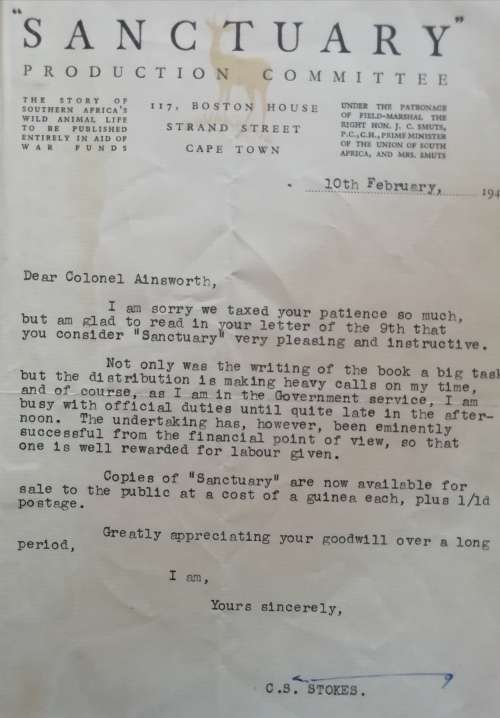 "SANCTUARY"
PRODUCTION COMMITTEE
THE STORY OF
SOUTHERN AFRICA'S
WILD ANIMAL LIFE
TO BE PUBLISHED
ENTIRELY IN AID OF
WAR FUNDS
117, BOSTON HOUSE
STRAND STREET
CAPE TOWN
UNDER THE PATRONAGE
OF FIELD-MARSHAL THE
RIGHT HON. J. C. SMUTS,
P.C., C.H., PRIME MINISTER
OF THE UNION OF SOUTH
AFRICA, AND MRS. SMUTS
10th February, 194
Dear Colonel Ainsworth,
I am sorry we taxed your patience so much,
but am glad to read in your letter of the 9th that
you consider "Sanctuary" very pleasing and instructive.
Not only was the writing of the book a big task
but the distribution is making heavy calls on my time,
and of course, as I am in the Government service, I am
busy with official duties until quite late in the after-
noon. The undertaking has, however, been eminently
successful from the financial point of view, so that
one is well rewarded for labour given.
Copies of "Sanctuary" are now available for
sale to the public at a cost of a guinea each, plus 1/1d
postage.
Greatly appreciating your goodwill over a long
period,
I am,
Yours sincerely,
C.S. STOKES.